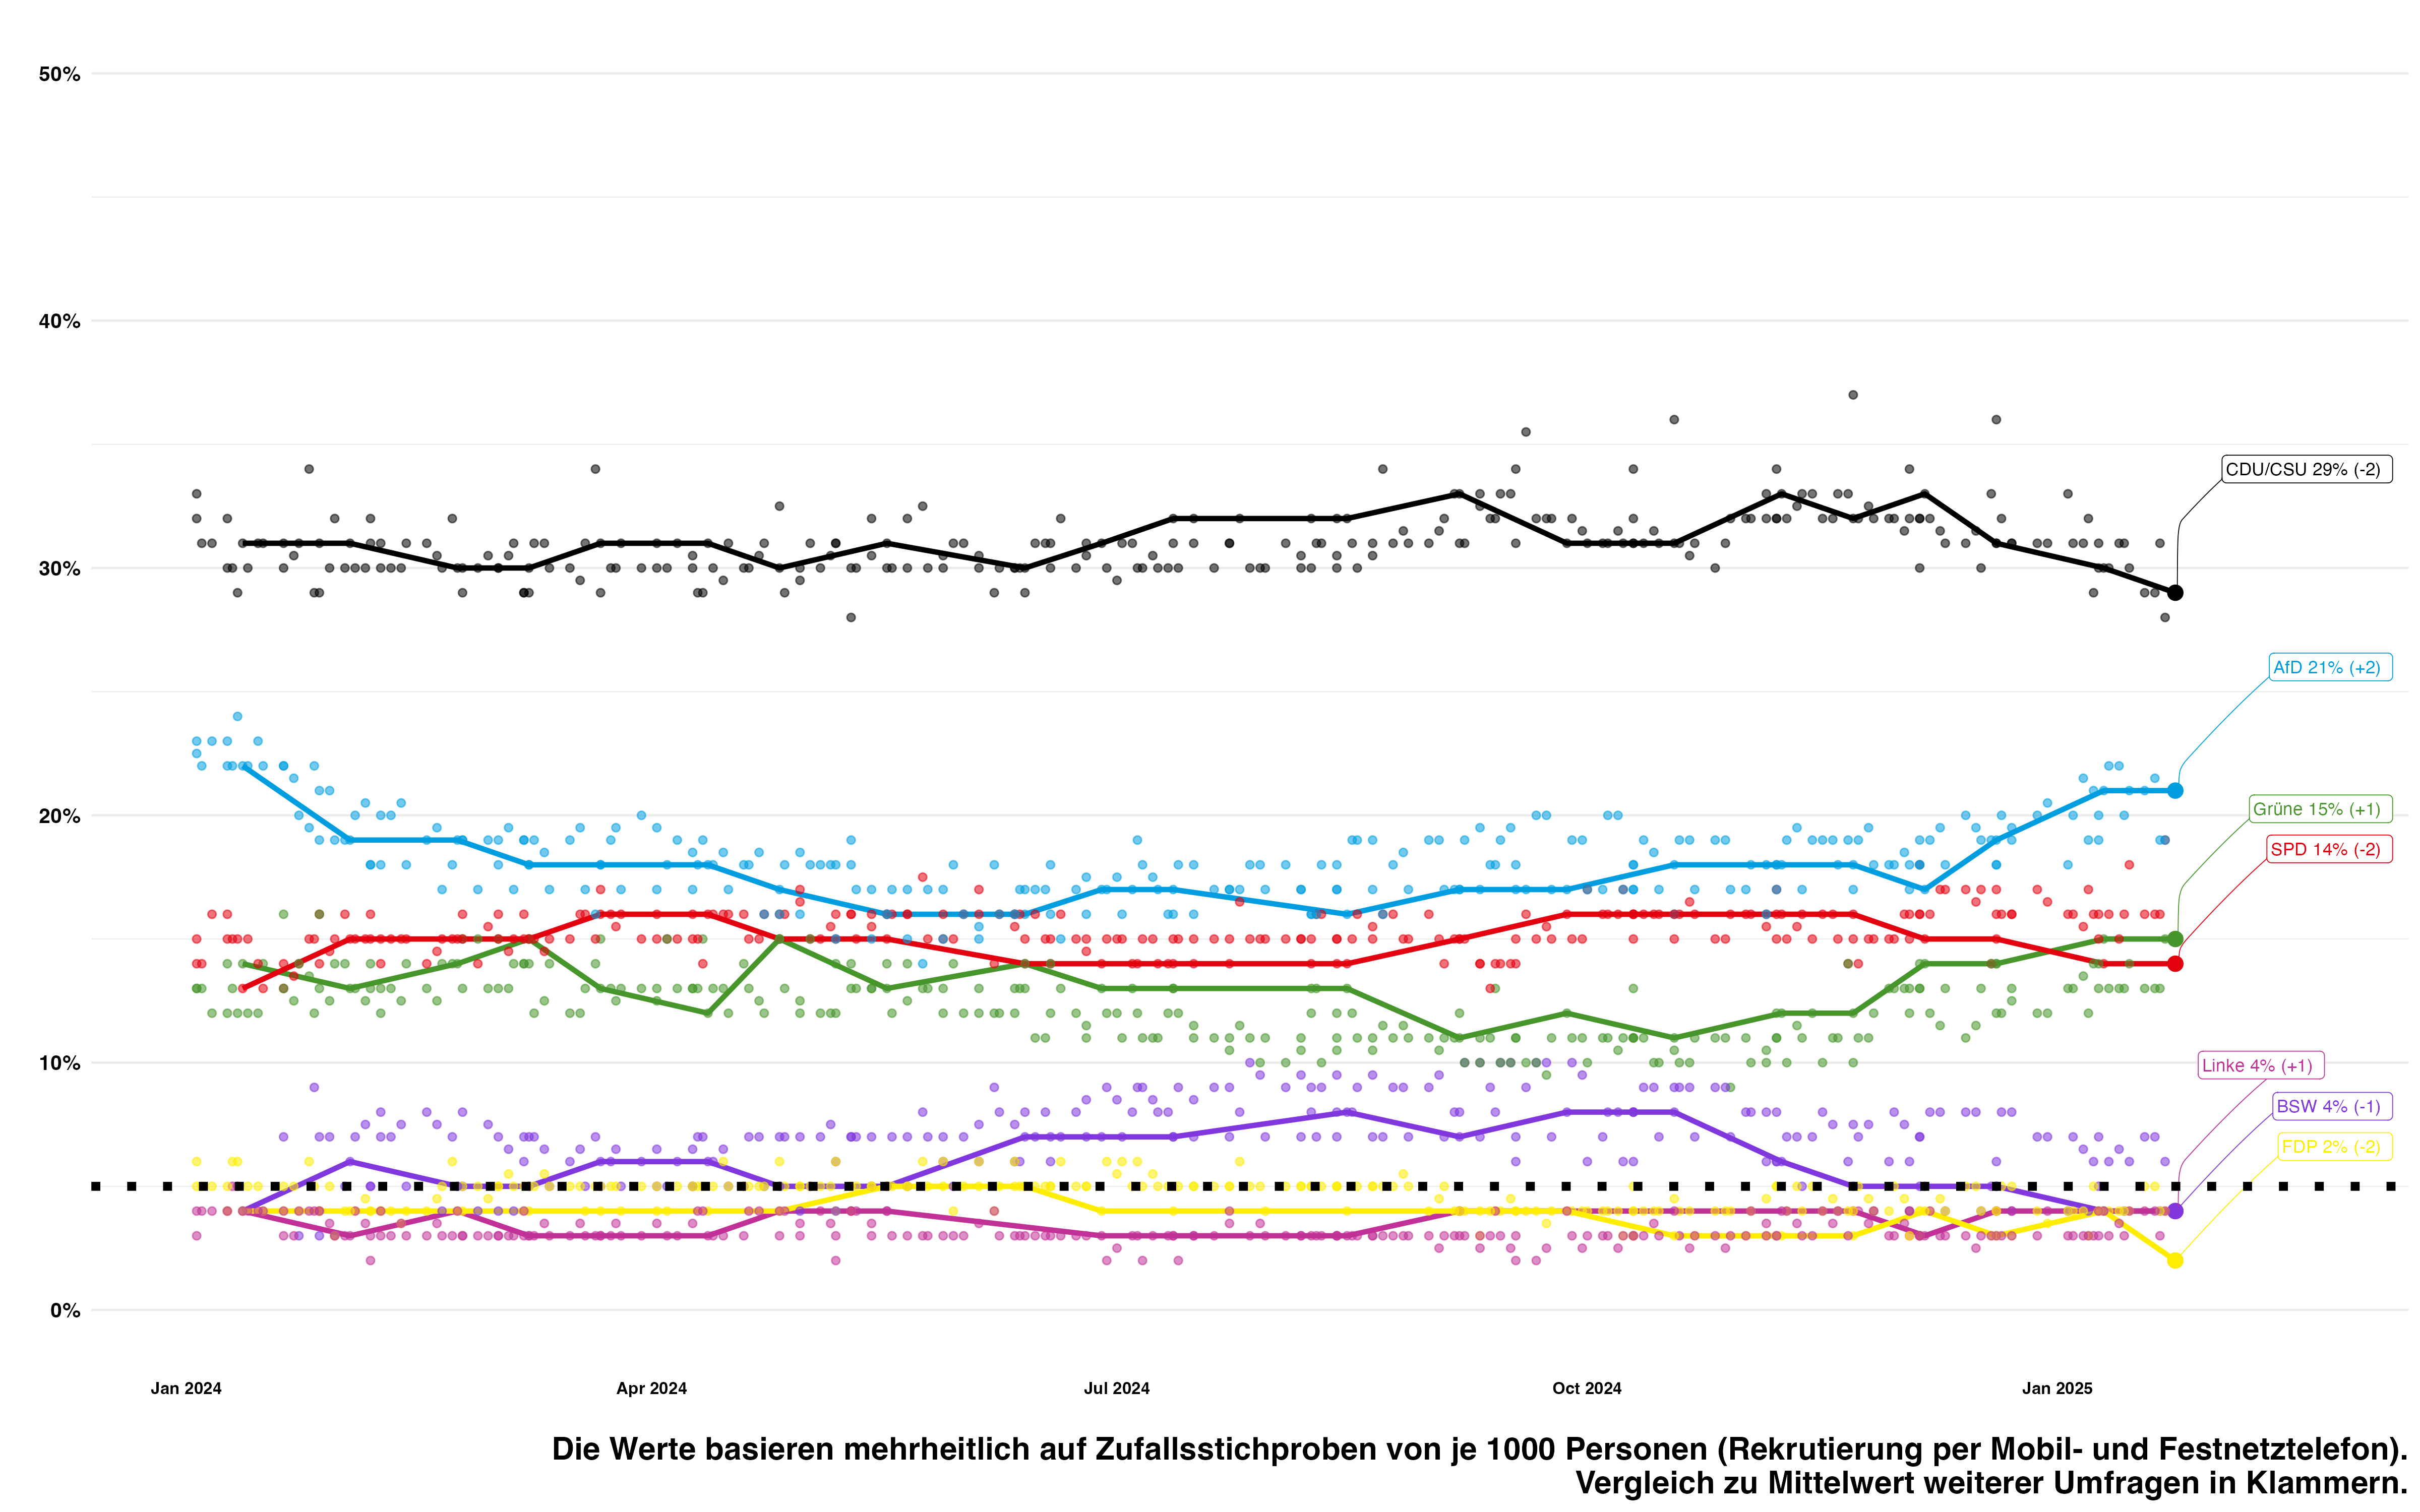 50%
40%
30%
20%
10%
0%
CDU/CSU 29% (-2)
AfD 21% (+2)
Grüne 15% (+1)
SPD 14% (-2)
Linke 4% (+1)
BSW 4% (-1)
FDP 2% (-2)
Jan 2024
Apr 2024
Jul 2024
Oct 2024
Jan 2025
Die Werte basieren mehrheitlich auf Zufallsstichproben von je 1000 Personen (Rekrutierung per Mobil- und Festnetztelefon).
Vergleich zu Mittelwert weiterer Umfragen in Klammern.